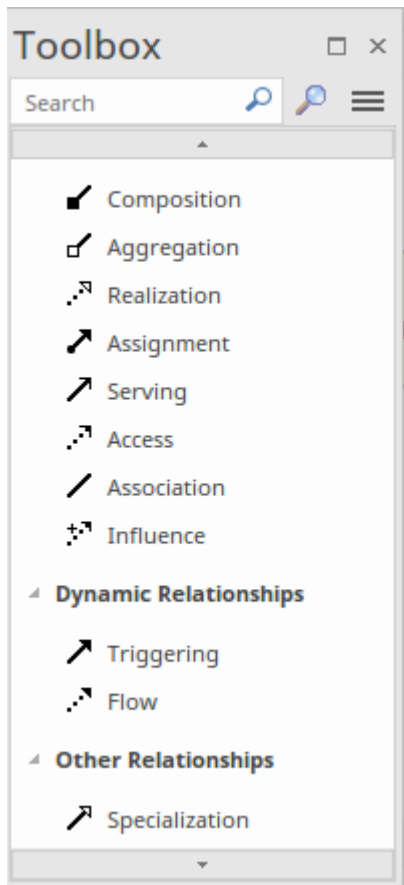 Toolbox
Search
Composition
Aggregation
Realization
Assignment
Serving
Access
Association
Influence
Dynamic Relationships
Triggering
Flow
Other Relationships
Specialization